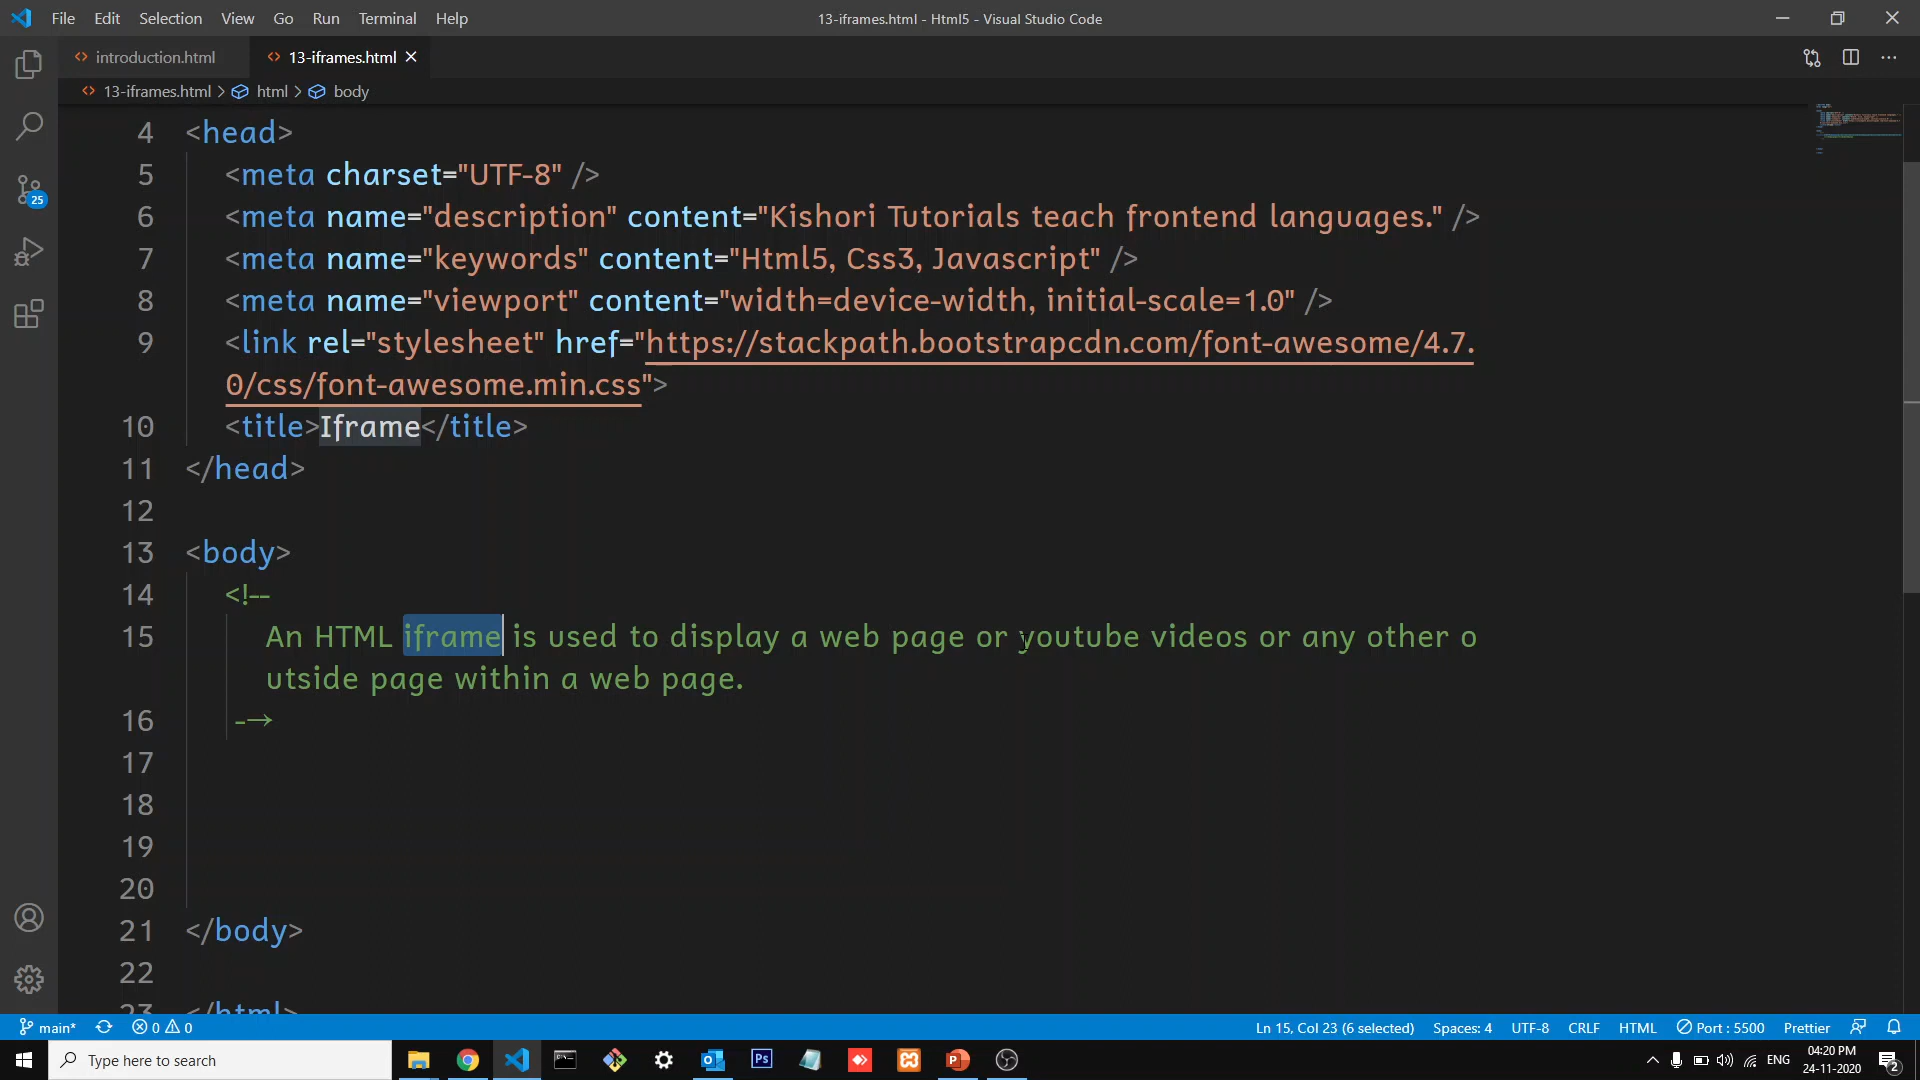 File Edit Selection View Go Run Terminal Help
13-iframes.html - Html5 - Visual Studio Code
introduction.html
13-iframes.html
13-iframes.html > html > body
4 <head>
5 <meta charset="UTF-8" />
6 <meta name="description" content="Kishori Tutorials teach frontend languages." />
7 <meta name="keywords" content="Html5, Css3, Javascript" />
8 <meta name="viewport" content="width=device-width, initial-scale=1.0" />
9 <link rel="stylesheet" href="https://stackpath.bootstrapcdn.com/font-awesome/4.7.
0/css/font-awesome.min.css">
10 <title>Iframe</title>
11 </head>
12
13 <body>
14 <!--
15 An HTML iframe is used to display a web page or youtube videos or any other o
utside page within a web page.
16 -->
17
18
19
20
21 </body>
22
23 </html>
25
main* 0 0 Ln 15, Col 23 (6 selected) Spaces: 4 UTF-8 CRLF HTML Port : 5500 Prettier
Type here to search
Ps
P
ENG
04:20 PM
24-11-2020
2